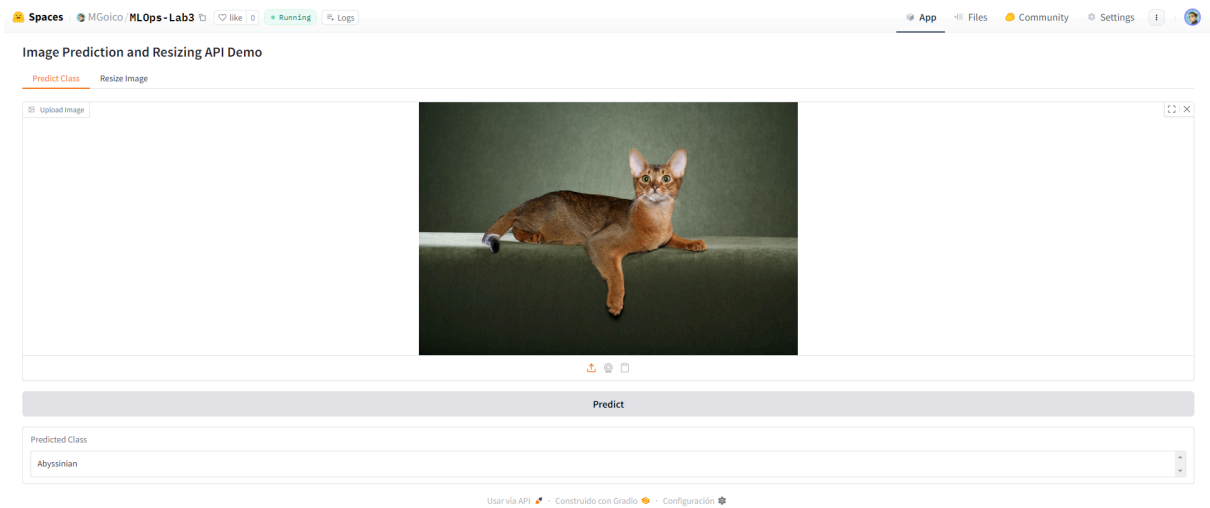 Spaces MGoico/MLOps-Lab3 like 0 Running Logs App Files Community Settings
Image Prediction and Resizing API Demo
Predict Class Resize Image
Upload Image
Predict
Predicted Class
Abyssinian
Usar vía API · Construido con Gradio · Configuración